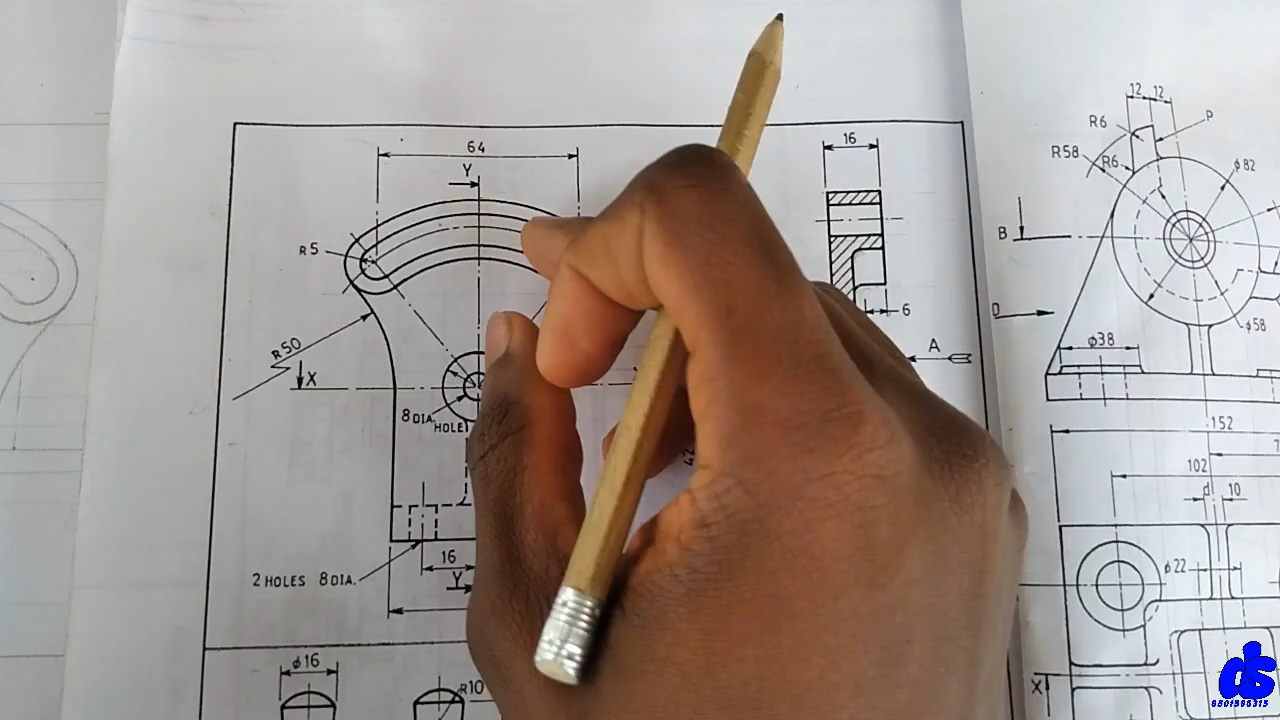 64
Y
R5
R50
X
8 DIA.
HOLE
16
2 HOLES 8 DIA.
Y
φ16
R10
16
6
A
42
12 12
R6
P
R58
R6
φ82
B
D
φ58
φ38
152
102
d 10
φ22
X